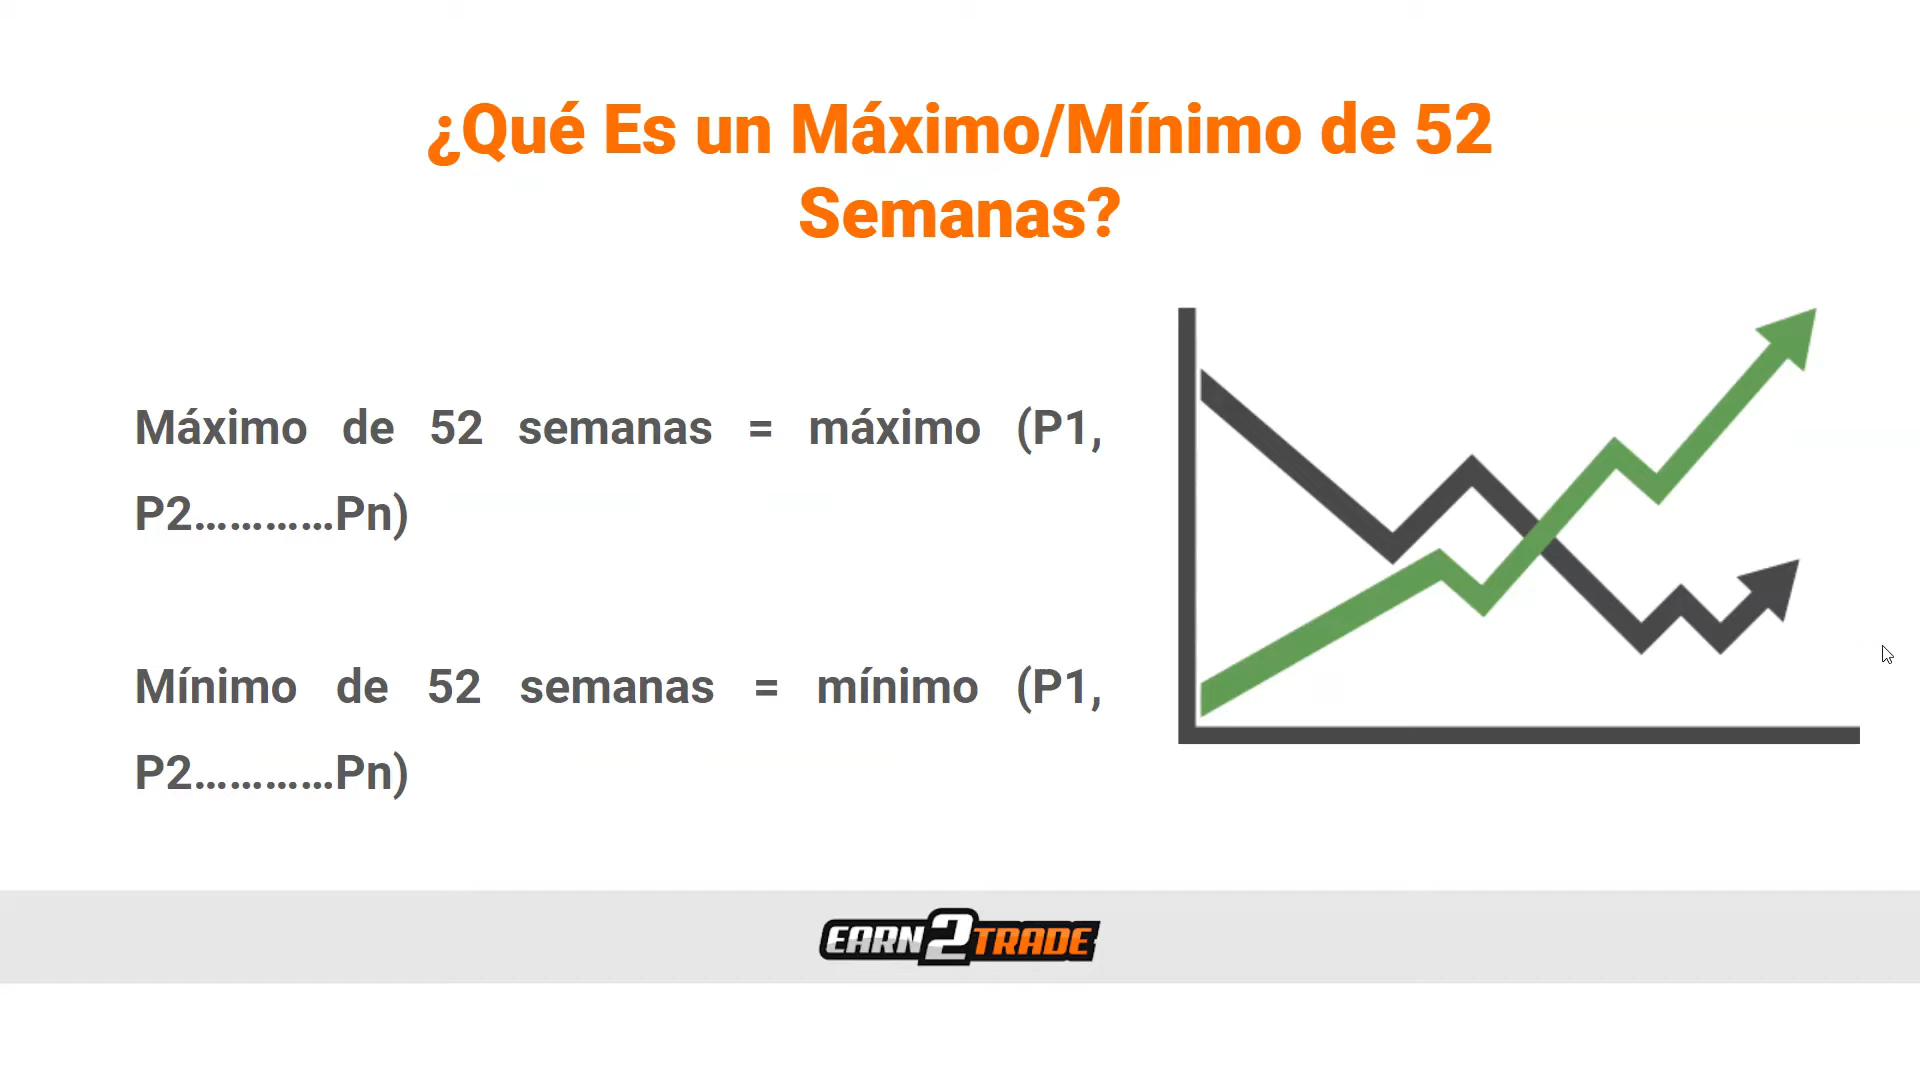 ¿Qué Es un Máximo/Mínimo de 52
Semanas?
Máximo de 52 semanas = máximo (P1,
P2…………Pn)
Mínimo de 52 semanas = mínimo (P1,
P2…………Pn)
EARN2TRADE